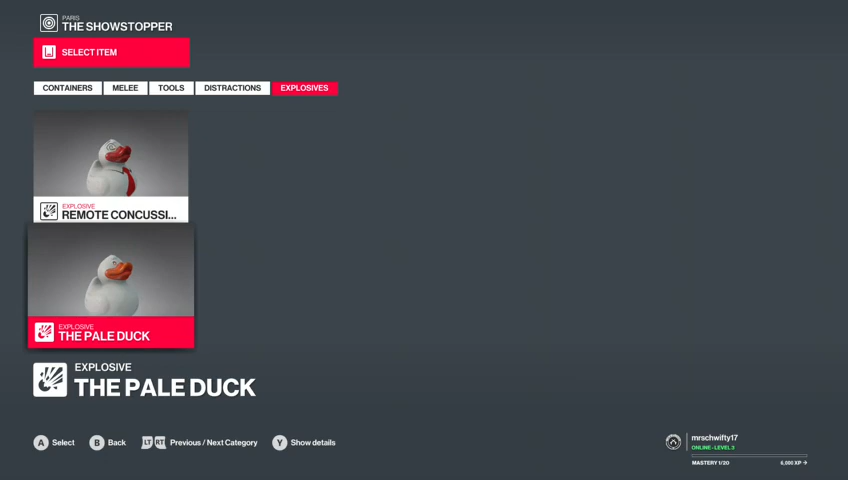 PARIS
THE SHOWSTOPPER
SELECT ITEM
CONTAINERS MELEE TOOLS DISTRACTIONS EXPLOSIVES
EXPLOSIVE
REMOTE CONCUSSI...
EXPLOSIVE
THE PALE DUCK
EXPLOSIVE
THE PALE DUCK
A Select B Back LT RT Previous / Next Category Y Show details
mrschwifty17
ONLINE - LEVEL 3
MASTERY 1/20 6,000 XP →